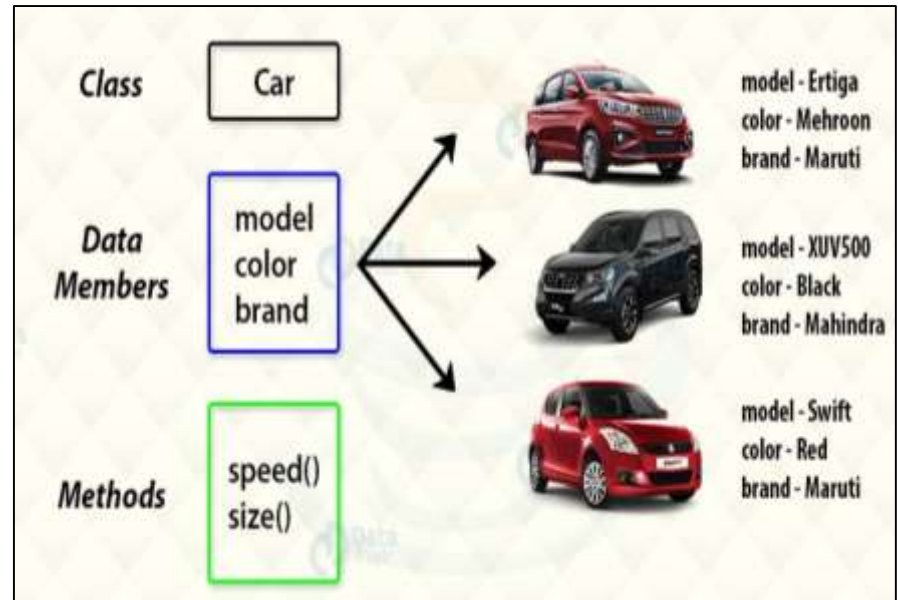 Class
Car
Data
Members
model
color
brand
Methods
speed()
size()
model - Ertiga
color - Mehroon
brand - Maruti
model - XUV500
color - Black
brand - Mahindra
model - Swift
color - Red
brand - Maruti